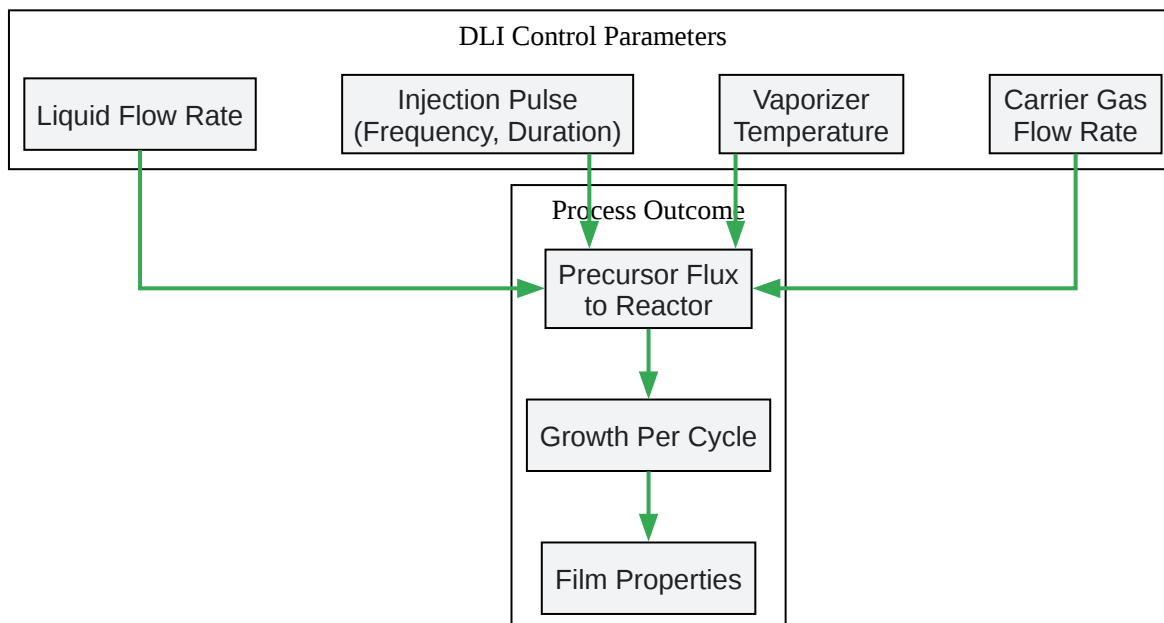 DLI Control Parameters
Liquid Flow Rate
Injection Pulse
(Frequency, Duration)
Vaporizer
Temperature
Carrier Gas
Flow Rate
Process Outcome
Precursor Flux
to Reactor
Growth Per Cycle
Film Properties